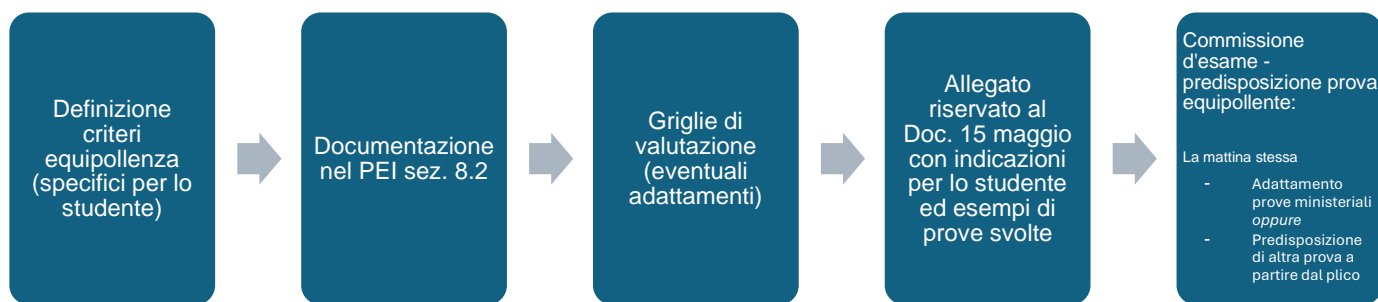 Definizione
criteri
equipollenza
(specifici per lo
studente)
Documentazione
nel PEI sez. 8.2
Griglie di
valutazione
(eventuali
adattamenti)
Allegato
riservato al
Doc. 15 maggio
con indicazioni
per lo studente
ed esempi di
prove svolte
Commissione
d'esame -
predisposizione prova
equipollente:
La mattina stessa
- Adattamento
prove ministeriali
oppure
- Predisposizione
di altra prova a
partire dal plico